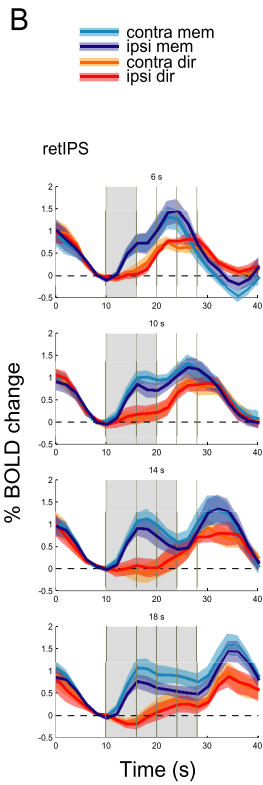 B
contra mem
ipsi mem
contra dir
ipsi dir
retIPS
6 s
2
1.5
1
0.5
0
-0.5
0 10 20 30 40
10 s
2
1.5
1
0.5
0
-0.5
0 10 20 30 40
14 s
2
1.5
1
0.5
0
-0.5
0 10 20 30 40
18 s
2
1.5
1
0.5
0
-0.5
0 10 20 30 40
% BOLD change
Time (s)